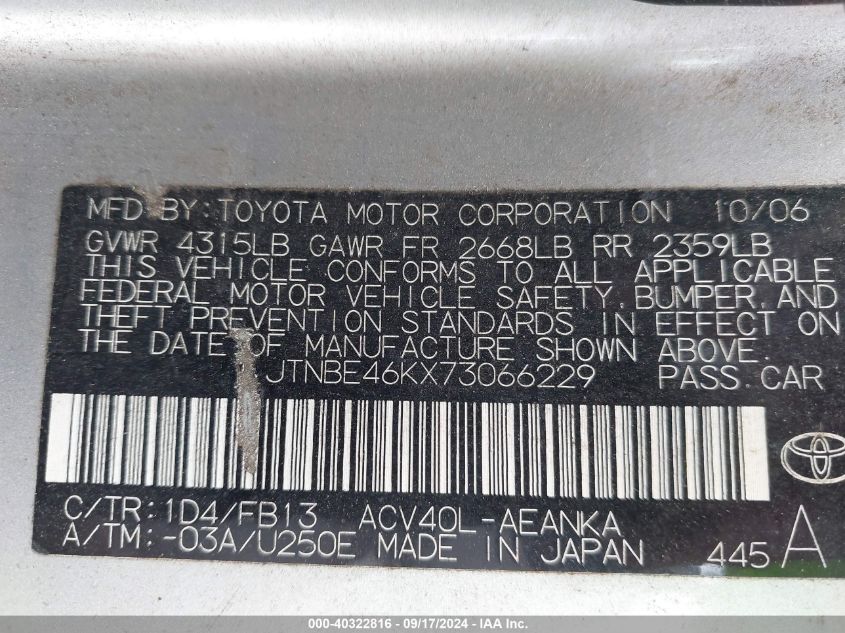 MFD BY: TOYOTA MOTOR CORPORATION 10/06
GVWR 4315LB GAWR FR 2668LB RR 2359LB
THIS VEHICLE CONFORMS TO ALL APPLICABLE
FEDERAL MOTOR VEHICLE SAFETY, BUMPER, AND
THEFT PREVENTION STANDARDS IN EFFECT ON
THE DATE OF MANUFACTURE SHOWN ABOVE.
JTNBE46KX73066229 PASS. CAR
C/TR: 1D4/FB13 ACV40L-AEANKA
A/TM: -03A/U250E MADE IN JAPAN 445 A
000-40322816 - 09/17/2024 - IAAI.com